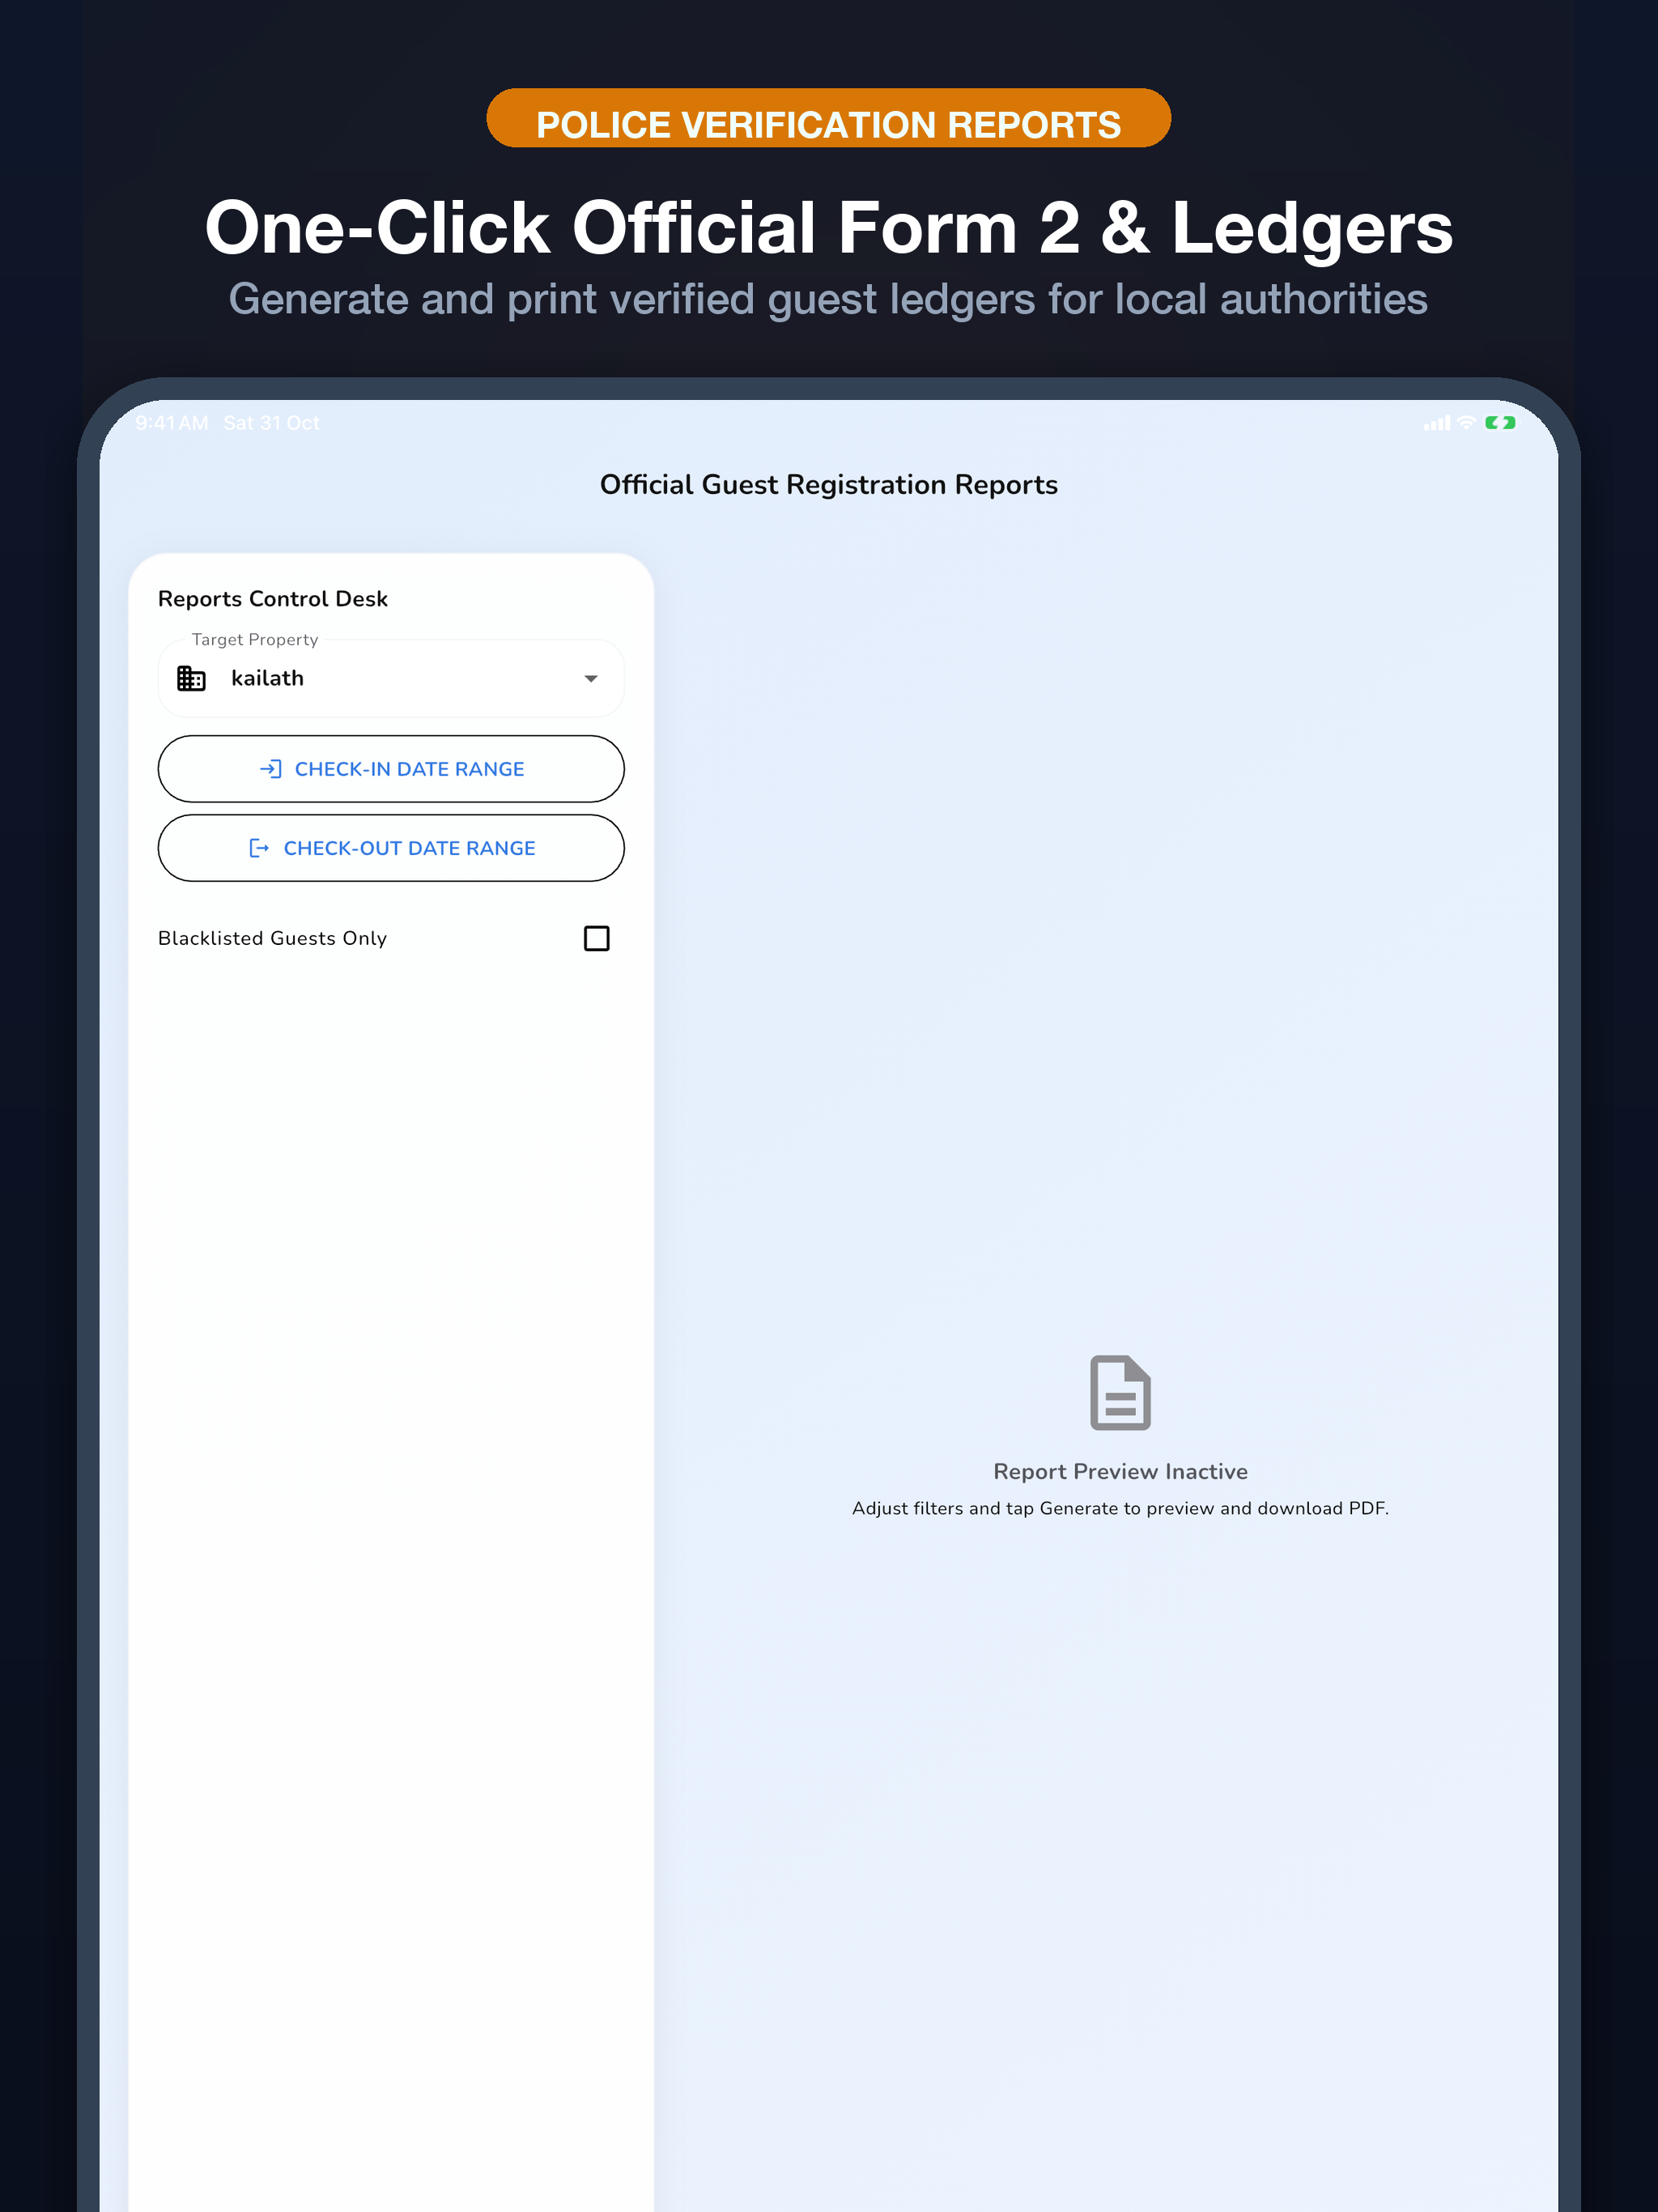 POLICE VERIFICATION REPORTS
One-Click Official Form 2 & Ledgers
Generate and print verified guest ledgers for local authorities
9:41 AM Sat 31 Oct
Official Guest Registration Reports
Reports Control Desk
Target Property
kailath
CHECK-IN DATE RANGE
CHECK-OUT DATE RANGE
Blacklisted Guests Only
Report Preview Inactive
Adjust filters and tap Generate to preview and download PDF.